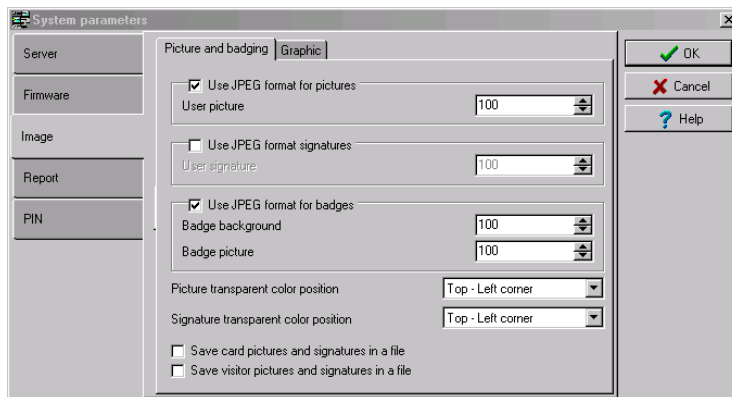 System parameters
Server
Firmware
Image
Report
PIN
Picture and badging
Graphic
Use JPEG format for pictures
User picture 100
Use JPEG format signatures
User signature 100
Use JPEG format for badges
Badge background 100
Badge picture 100
Picture transparent color position Top - Left corner
Signature transparent color position Top - Left corner
Save card pictures and signatures in a file
Save visitor pictures and signatures in a file
OK
Cancel
Help